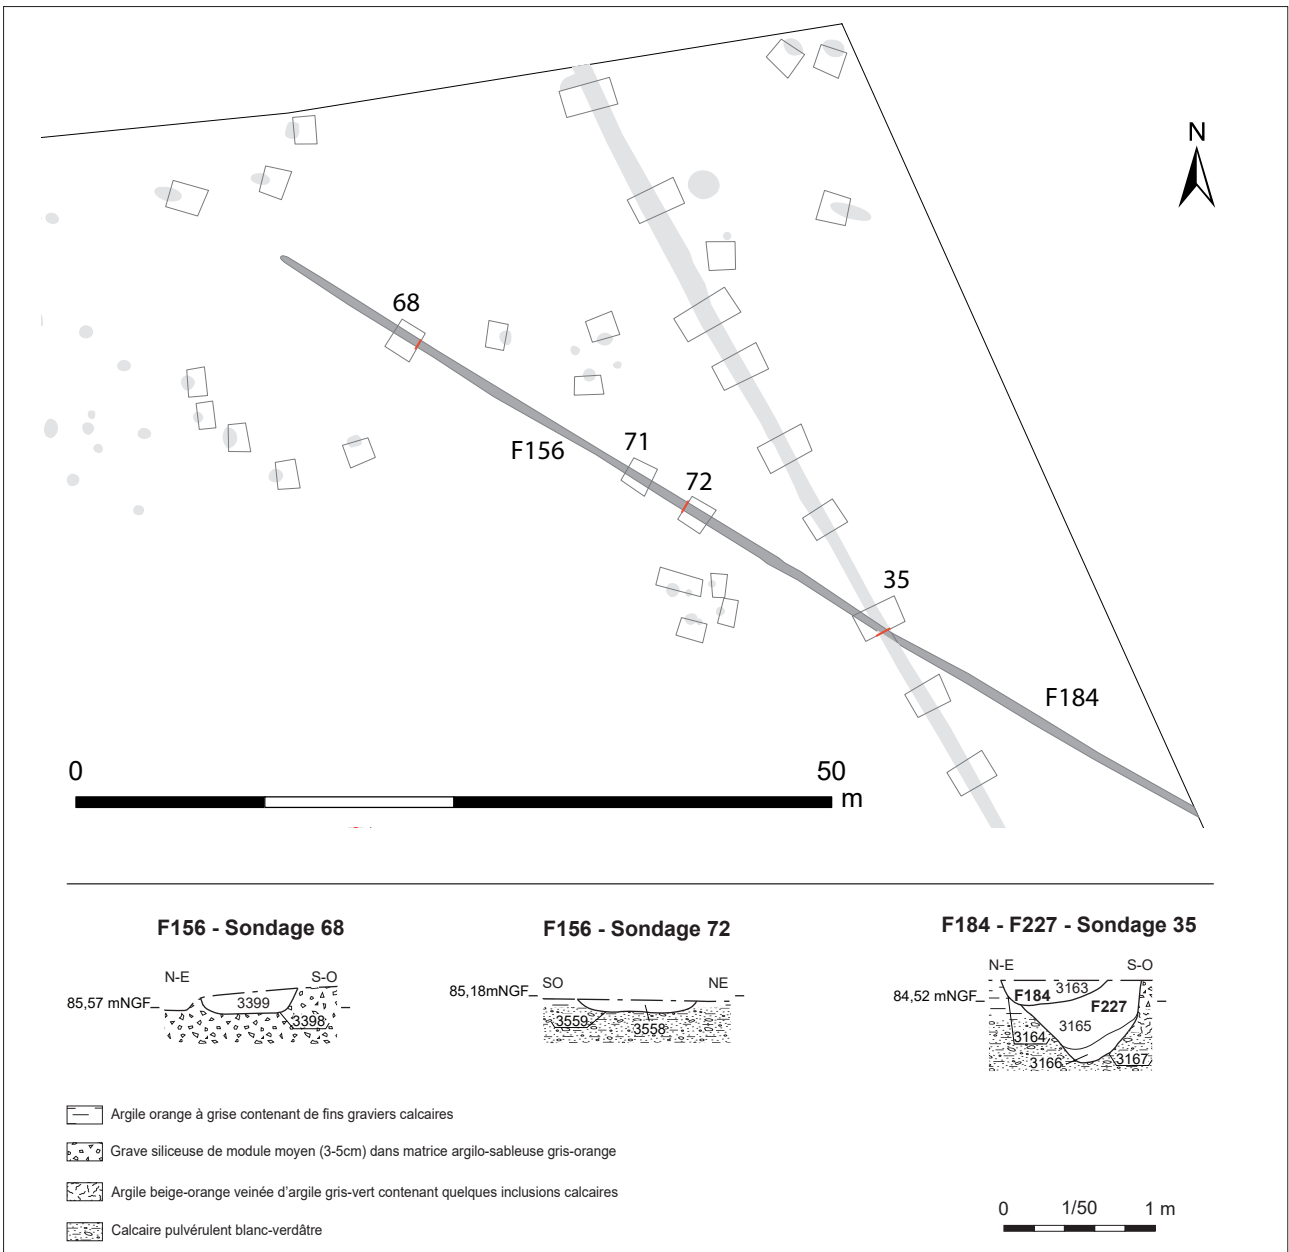 N
68
71
F156
72
35
F184
0 50
m
F156 - Sondage 68
F156 - Sondage 72
F184 - F227 - Sondage 35
N-E S-O
85,57 mNGF
3399
3398
85,18mNGF
SO NE
3559
3558
N-E S-O
84,52 mNGF
3163
F184
F227
3165
3164
3166
3167
Argile orange à grise contenant de fins graviers calcaires
Grave siliceuse de module moyen (3-5cm) dans matrice argilo-sableuse gris-orange
Argile beige-orange veinée d'argile gris-vert contenant quelques inclusions calcaires
Calcaire pulvérulent blanc-verdâtre
0 1/50 1 m